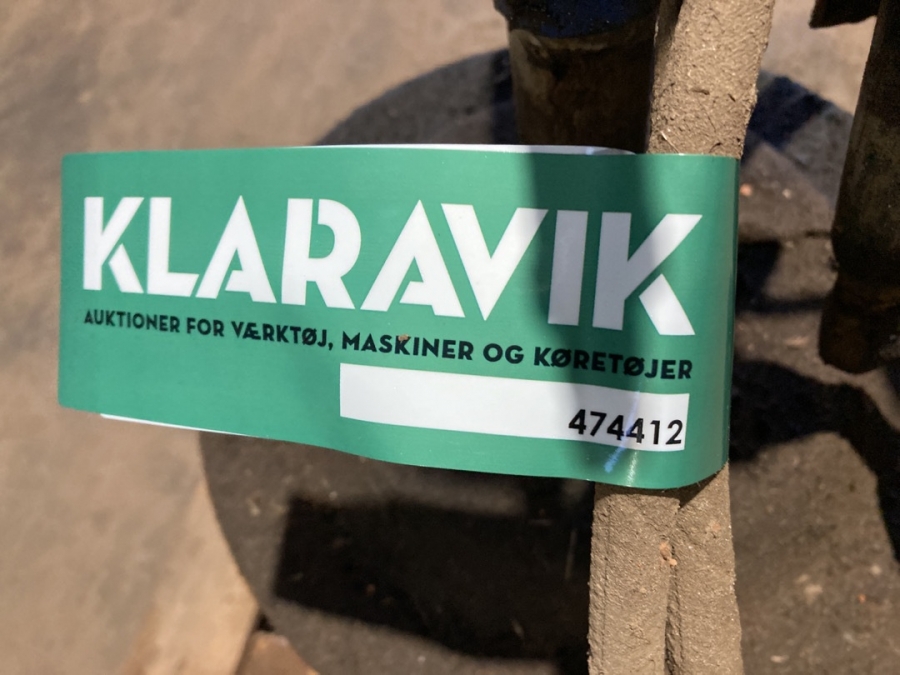 KLARAVIK
AUKTIONER FOR VÆRKTØJ, MASKINER OG KØRETØJER
474412